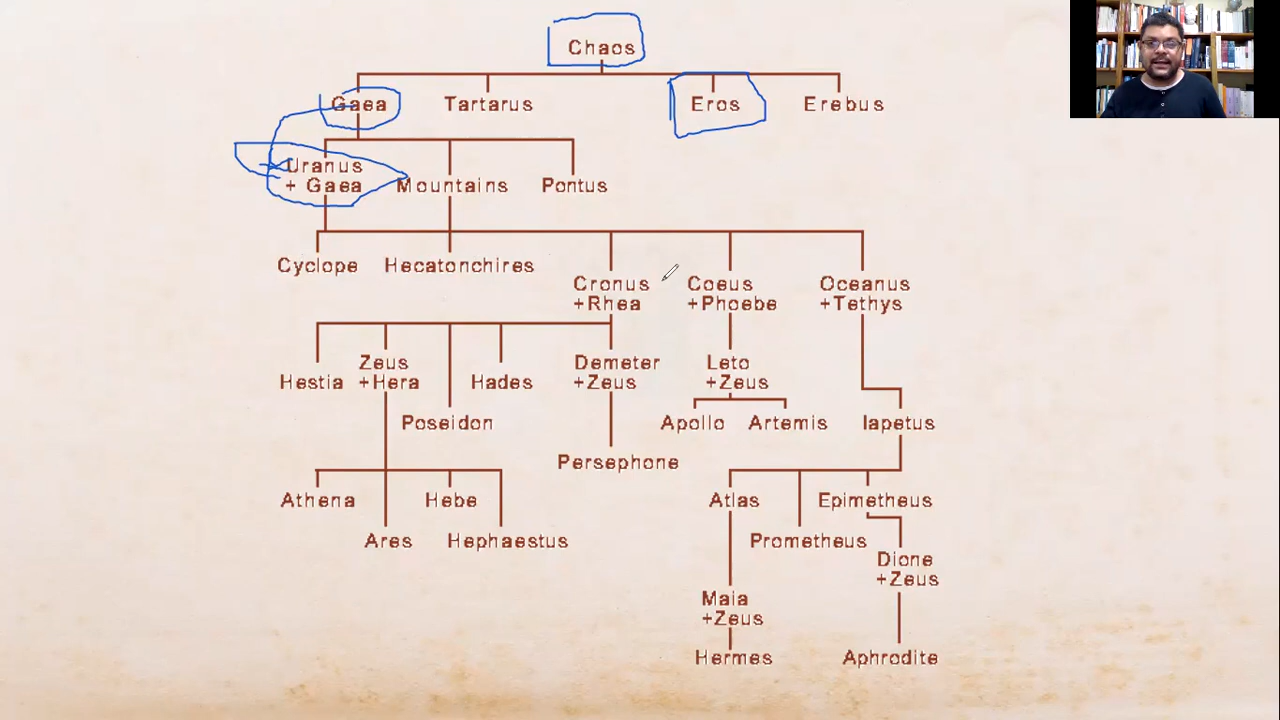 Chaos
Gaea Tartarus Eros Erebus
Uranus
+ Gaea Mountains Pontus
Cyclope Hecatonchires
Cronus Coeus Oceanus
+Rhea +Phoebe +Tethys
Zeus Demeter Leto
Hestia +Hera Hades +Zeus +Zeus
Poseidon Apollo Artemis Iapetus
Persephone
Athena Hebe Atlas Epimetheus
Ares Hephaestus Prometheus
Dione
+Zeus
Maia
+Zeus
Hermes Aphrodite